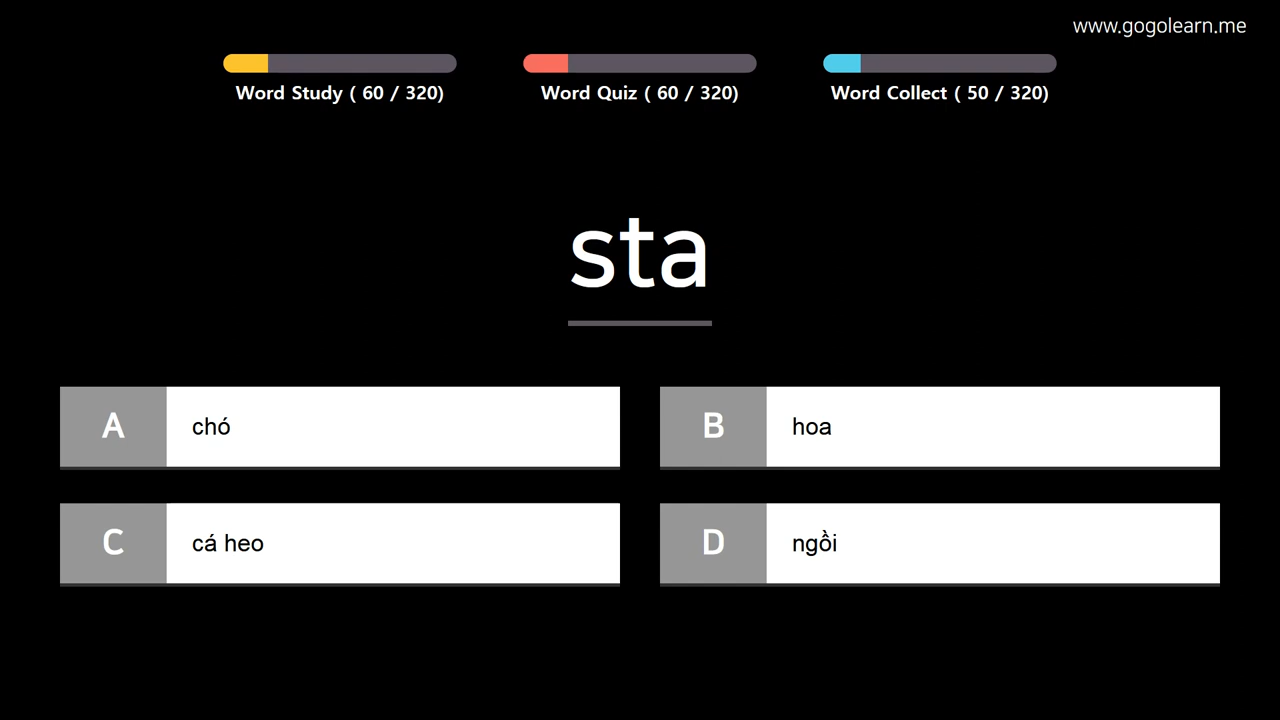 www.gogolearn.me
Word Study ( 60 / 320)
Word Quiz ( 60 / 320)
Word Collect ( 50 / 320)
sta
A chó
B hoa
C cá heo
D ngồi